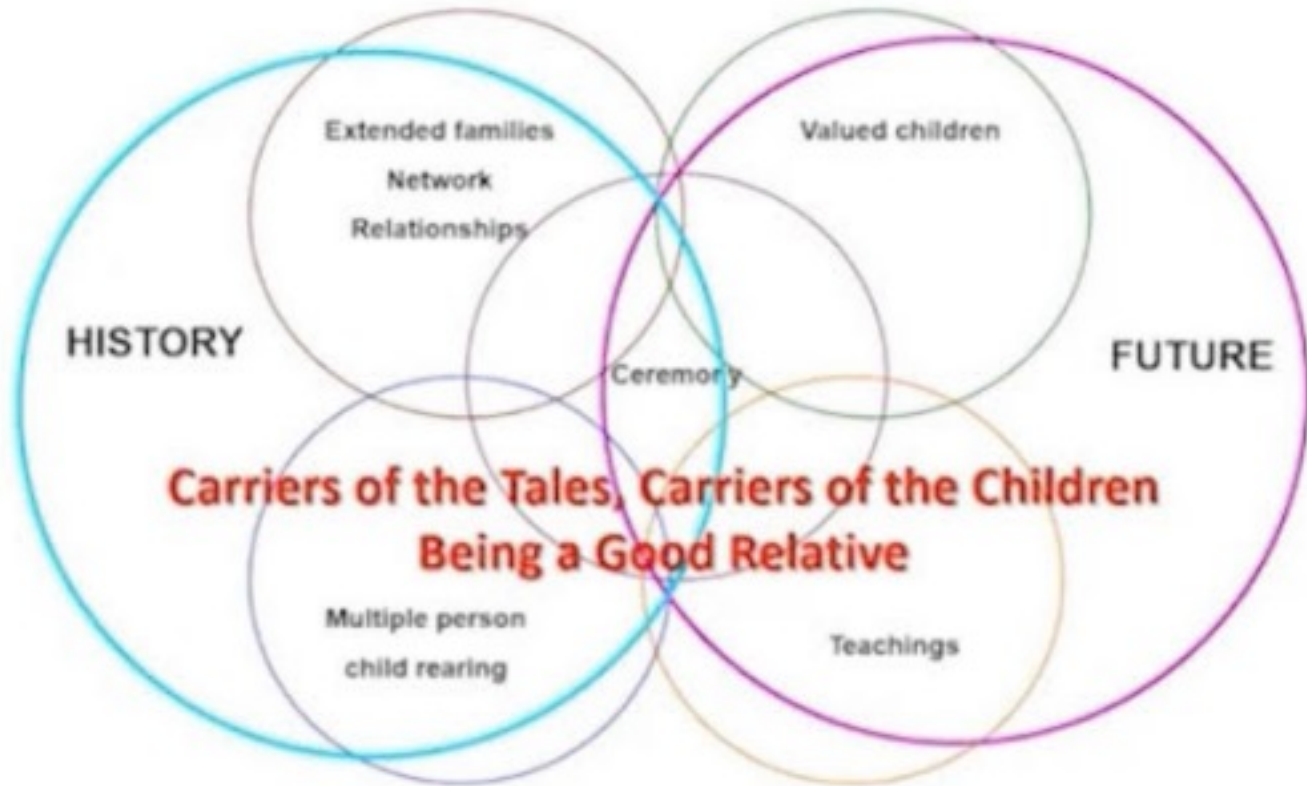 Extended families
Network
Relationships
Valued children
HISTORY
FUTURE
Ceremony
Carriers of the Tales, Carriers of the Children
Being a Good Relative
Multiple person
child rearing
Teachings